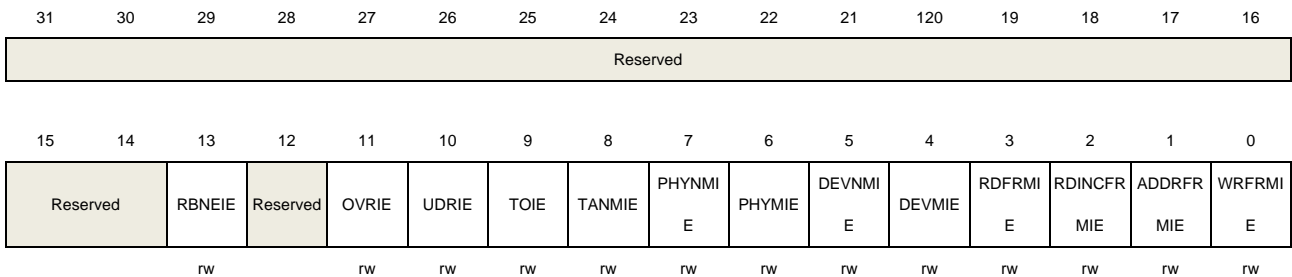 31 30 29 28 27 26 25 24 23 22 21 120 19 18 17 16
Reserved
15 14 13 12 11 10 9 8 7 6 5 4 3 2 1 0
Reserved RBNEIE Reserved OVRIE UDRIE TOIE TANMIE PHYNMI E PHYMIE DEVNMI E DEVMIE RDFRMI E RDINCFR MIE ADDRFR MIE WRFRMI E
rw rw rw rw rw rw rw rw rw rw rw rw rw